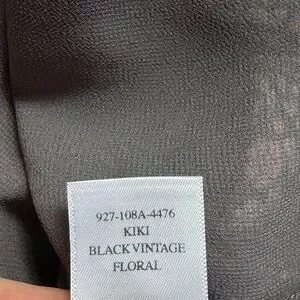 927-108A-4476
KIKI
BLACK VINTAGE
FLORAL